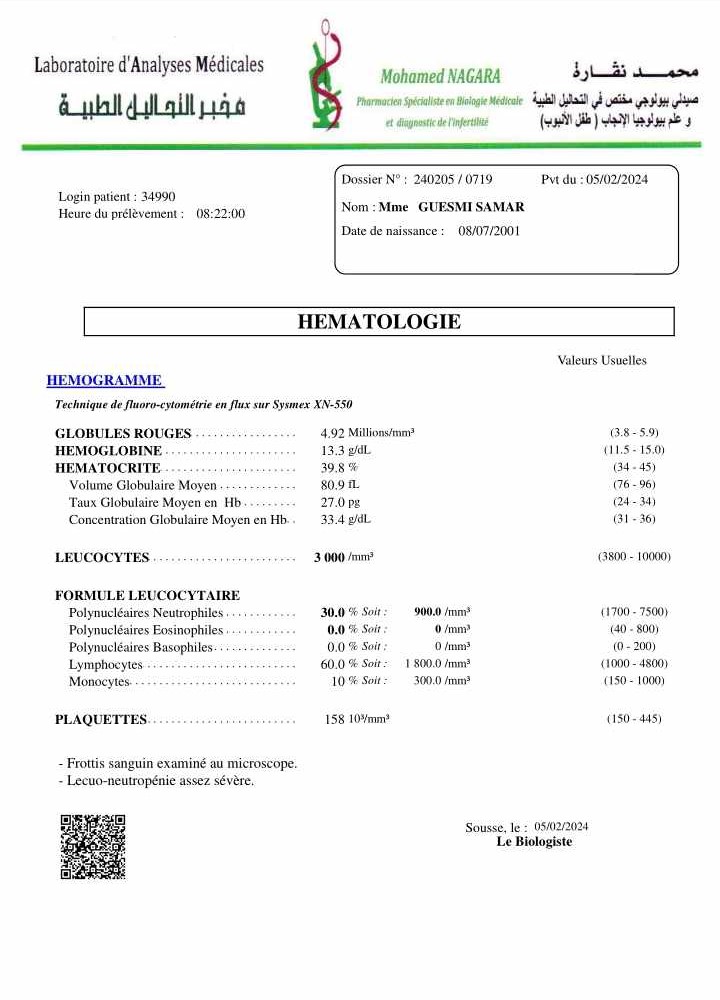 Laboratoire d'Analyses Médicales
مخبر التحاليل الطبية
Mohamed NAGARA
Pharmacien Spécialiste en Biologie Médicale
et diagnostic de l'infertilité
محمـــد نقـــارة
صيدلي بيولوجي مختص في التحاليل الطبية
و علم بيولوجيا الإنجاب ( طفل الأنبوب)
Login patient : 34990
Heure du prélèvement : 08:22:00
Dossier N° : 240205 / 0719 Pvt du : 05/02/2024
Nom : Mme GUESMI SAMAR
Date de naissance : 08/07/2001
HEMATOLOGIE
Valeurs Usuelles
HEMOGRAMME
Technique de fluoro-cytométrie en flux sur Sysmex XN-550
GLOBULES ROUGES ................. 4.92 Millions/mm³ (3.8 - 5.9)
HEMOGLOBINE ...................... 13.3 g/dL (11.5 - 15.0)
HEMATOCRITE ...................... 39.8 % (34 - 45)
Volume Globulaire Moyen ............. 80.9 fL (76 - 96)
Taux Globulaire Moyen en Hb ......... 27.0 pg (24 - 34)
Concentration Globulaire Moyen en Hb.. 33.4 g/dL (31 - 36)
LEUCOCYTES ........................ 3 000 /mm³ (3800 - 10000)
FORMULE LEUCOCYTAIRE
Polynucléaires Neutrophiles ............ 30.0 % Soit : 900.0 /mm³ (1700 - 7500)
Polynucléaires Eosinophiles ............ 0.0 % Soit : 0 /mm³ (40 - 800)
Polynucléaires Basophiles.............. 0.0 % Soit : 0 /mm³ (0 - 200)
Lymphocytes ......................... 60.0 % Soit : 1 800.0 /mm³ (1000 - 4800)
Monocytes............................ 10 % Soit : 300.0 /mm³ (150 - 1000)
PLAQUETTES......................... 158 10³/mm³ (150 - 445)
- Frottis sanguin examiné au microscope.
- Lecuo-neutropénie assez sévère.
Sousse, le : 05/02/2024
Le Biologiste